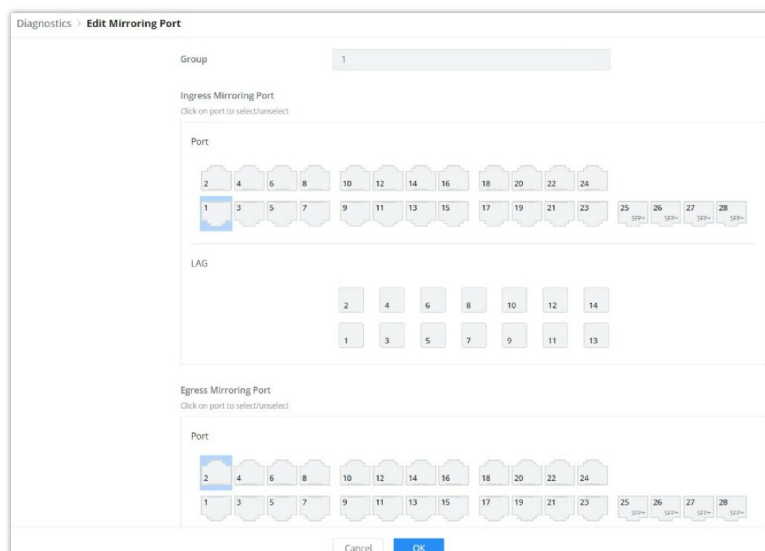 Diagnostics > Edit Mirroring Port
Group 1
Ingress Mirroring Port
Click on port to select/unselect
Port
2 4 6 8 10 12 14 16 18 20 22 24
1 3 5 7 9 11 13 15 17 19 21 23 25 SFP+ 26 SFP+ 27 SFP+ 28 SFP+
LAG
2 4 6 8 10 12 14
1 3 5 7 9 11 13
Egress Mirroring Port
Click on port to select/unselect
Port
2 4 6 8 10 12 14 16 18 20 22 24
1 3 5 7 9 11 13 15 17 19 21 23 25 SFP+ 26 SFP+ 27 SFP+ 28 SFP+
Cancel OK